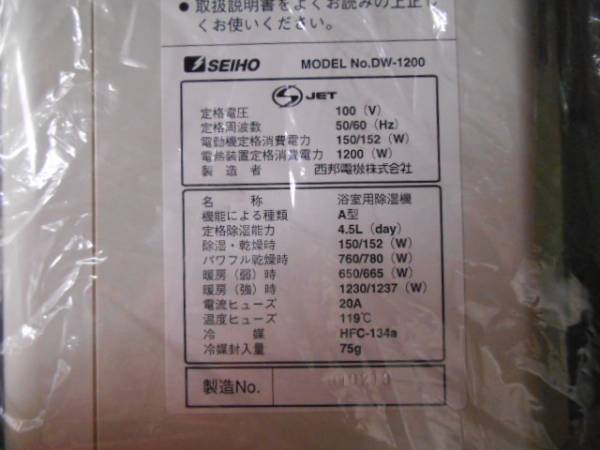 ● 取扱説明書をよくお読みの上正し
くお使いください。
SEIHO MODEL No.DW-1200
JET
定格電圧 100（V）
定格周波数 50/60（Hz）
電動機定格消費電力 150/152（W）
電熱装置定格消費電力 1200（W）
製造者 西邦電機株式会社
名称 浴室用除湿機
機能による種類 A型
定格除湿能力 4.5L（day）
除湿・乾燥時 150/152（W）
パワフル乾燥時 760/780（W）
暖房（弱）時 650/665（W）
暖房（強）時 1230/1237（W）
電流ヒューズ 20A
温度ヒューズ 119℃
冷媒 HFC-134a
冷媒封入量 75g
製造No.